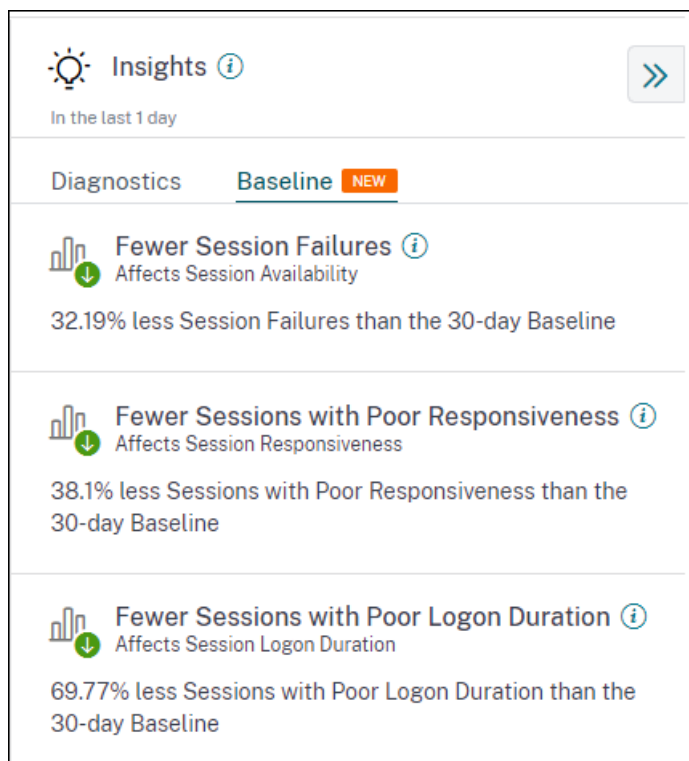 Insights
In the last 1 day
Diagnostics Baseline NEW
Fewer Session Failures
Affects Session Availability
32.19% less Session Failures than the 30-day Baseline
Fewer Sessions with Poor Responsiveness
Affects Session Responsiveness
38.1% less Sessions with Poor Responsiveness than the
30-day Baseline
Fewer Sessions with Poor Logon Duration
Affects Session Logon Duration
69.77% less Sessions with Poor Logon Duration than the
30-day Baseline